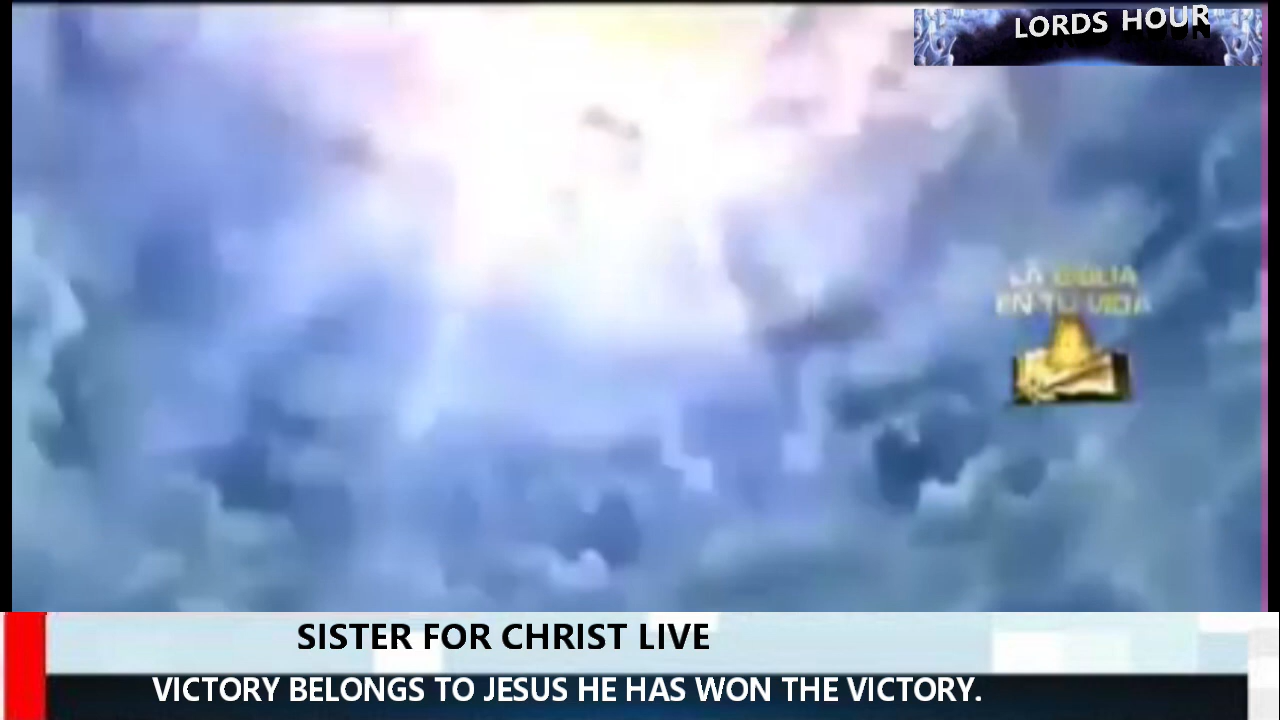 LORDS HOUR
LA BIBLIA
EN TU VIDA
SISTER FOR CHRIST LIVE
VICTORY BELONGS TO JESUS HE HAS WON THE VICTORY.